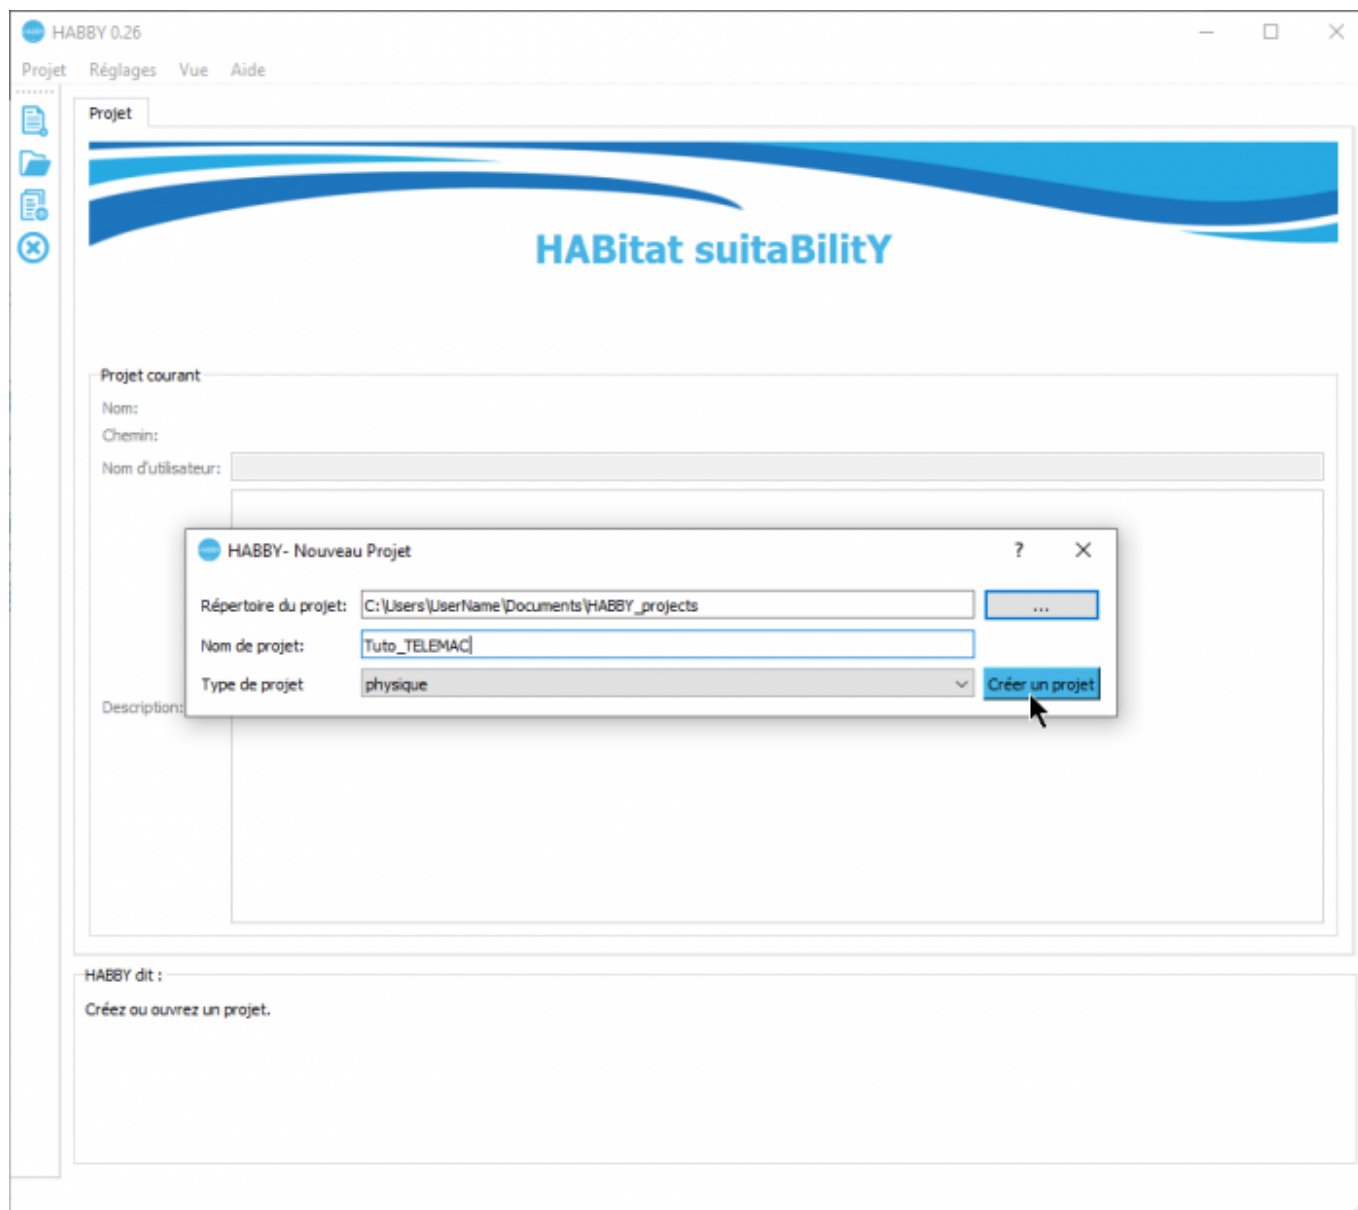 HABBY 0.26
Projet Réglages Vue Aide
Projet
HABitat suitaBilitY
Projet courant
Nom:
Chemin:
Nom d'utilisateur:
HABBY- Nouveau Projet
Répertoire du projet: C:\Users\UserName\Documents\HABBY_projects ...
Nom de projet: Tuto_TELEMAC
Type de projet physique Créer un projet
Description:
HABBY dit :
Créez ou ouvrez un projet.